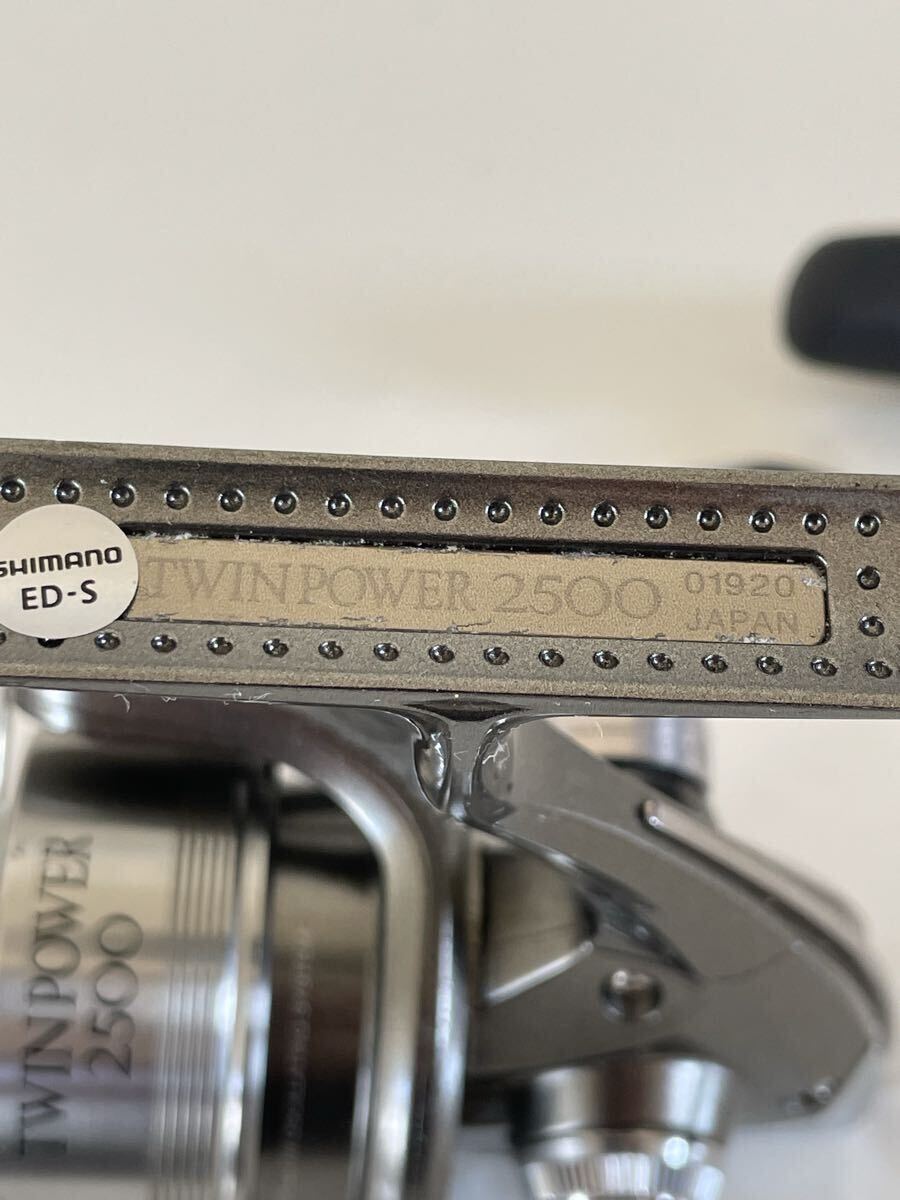 SHIMANO
ED-S
TWINPOWER 2500
01920
JAPAN
TWINPOWER
2500